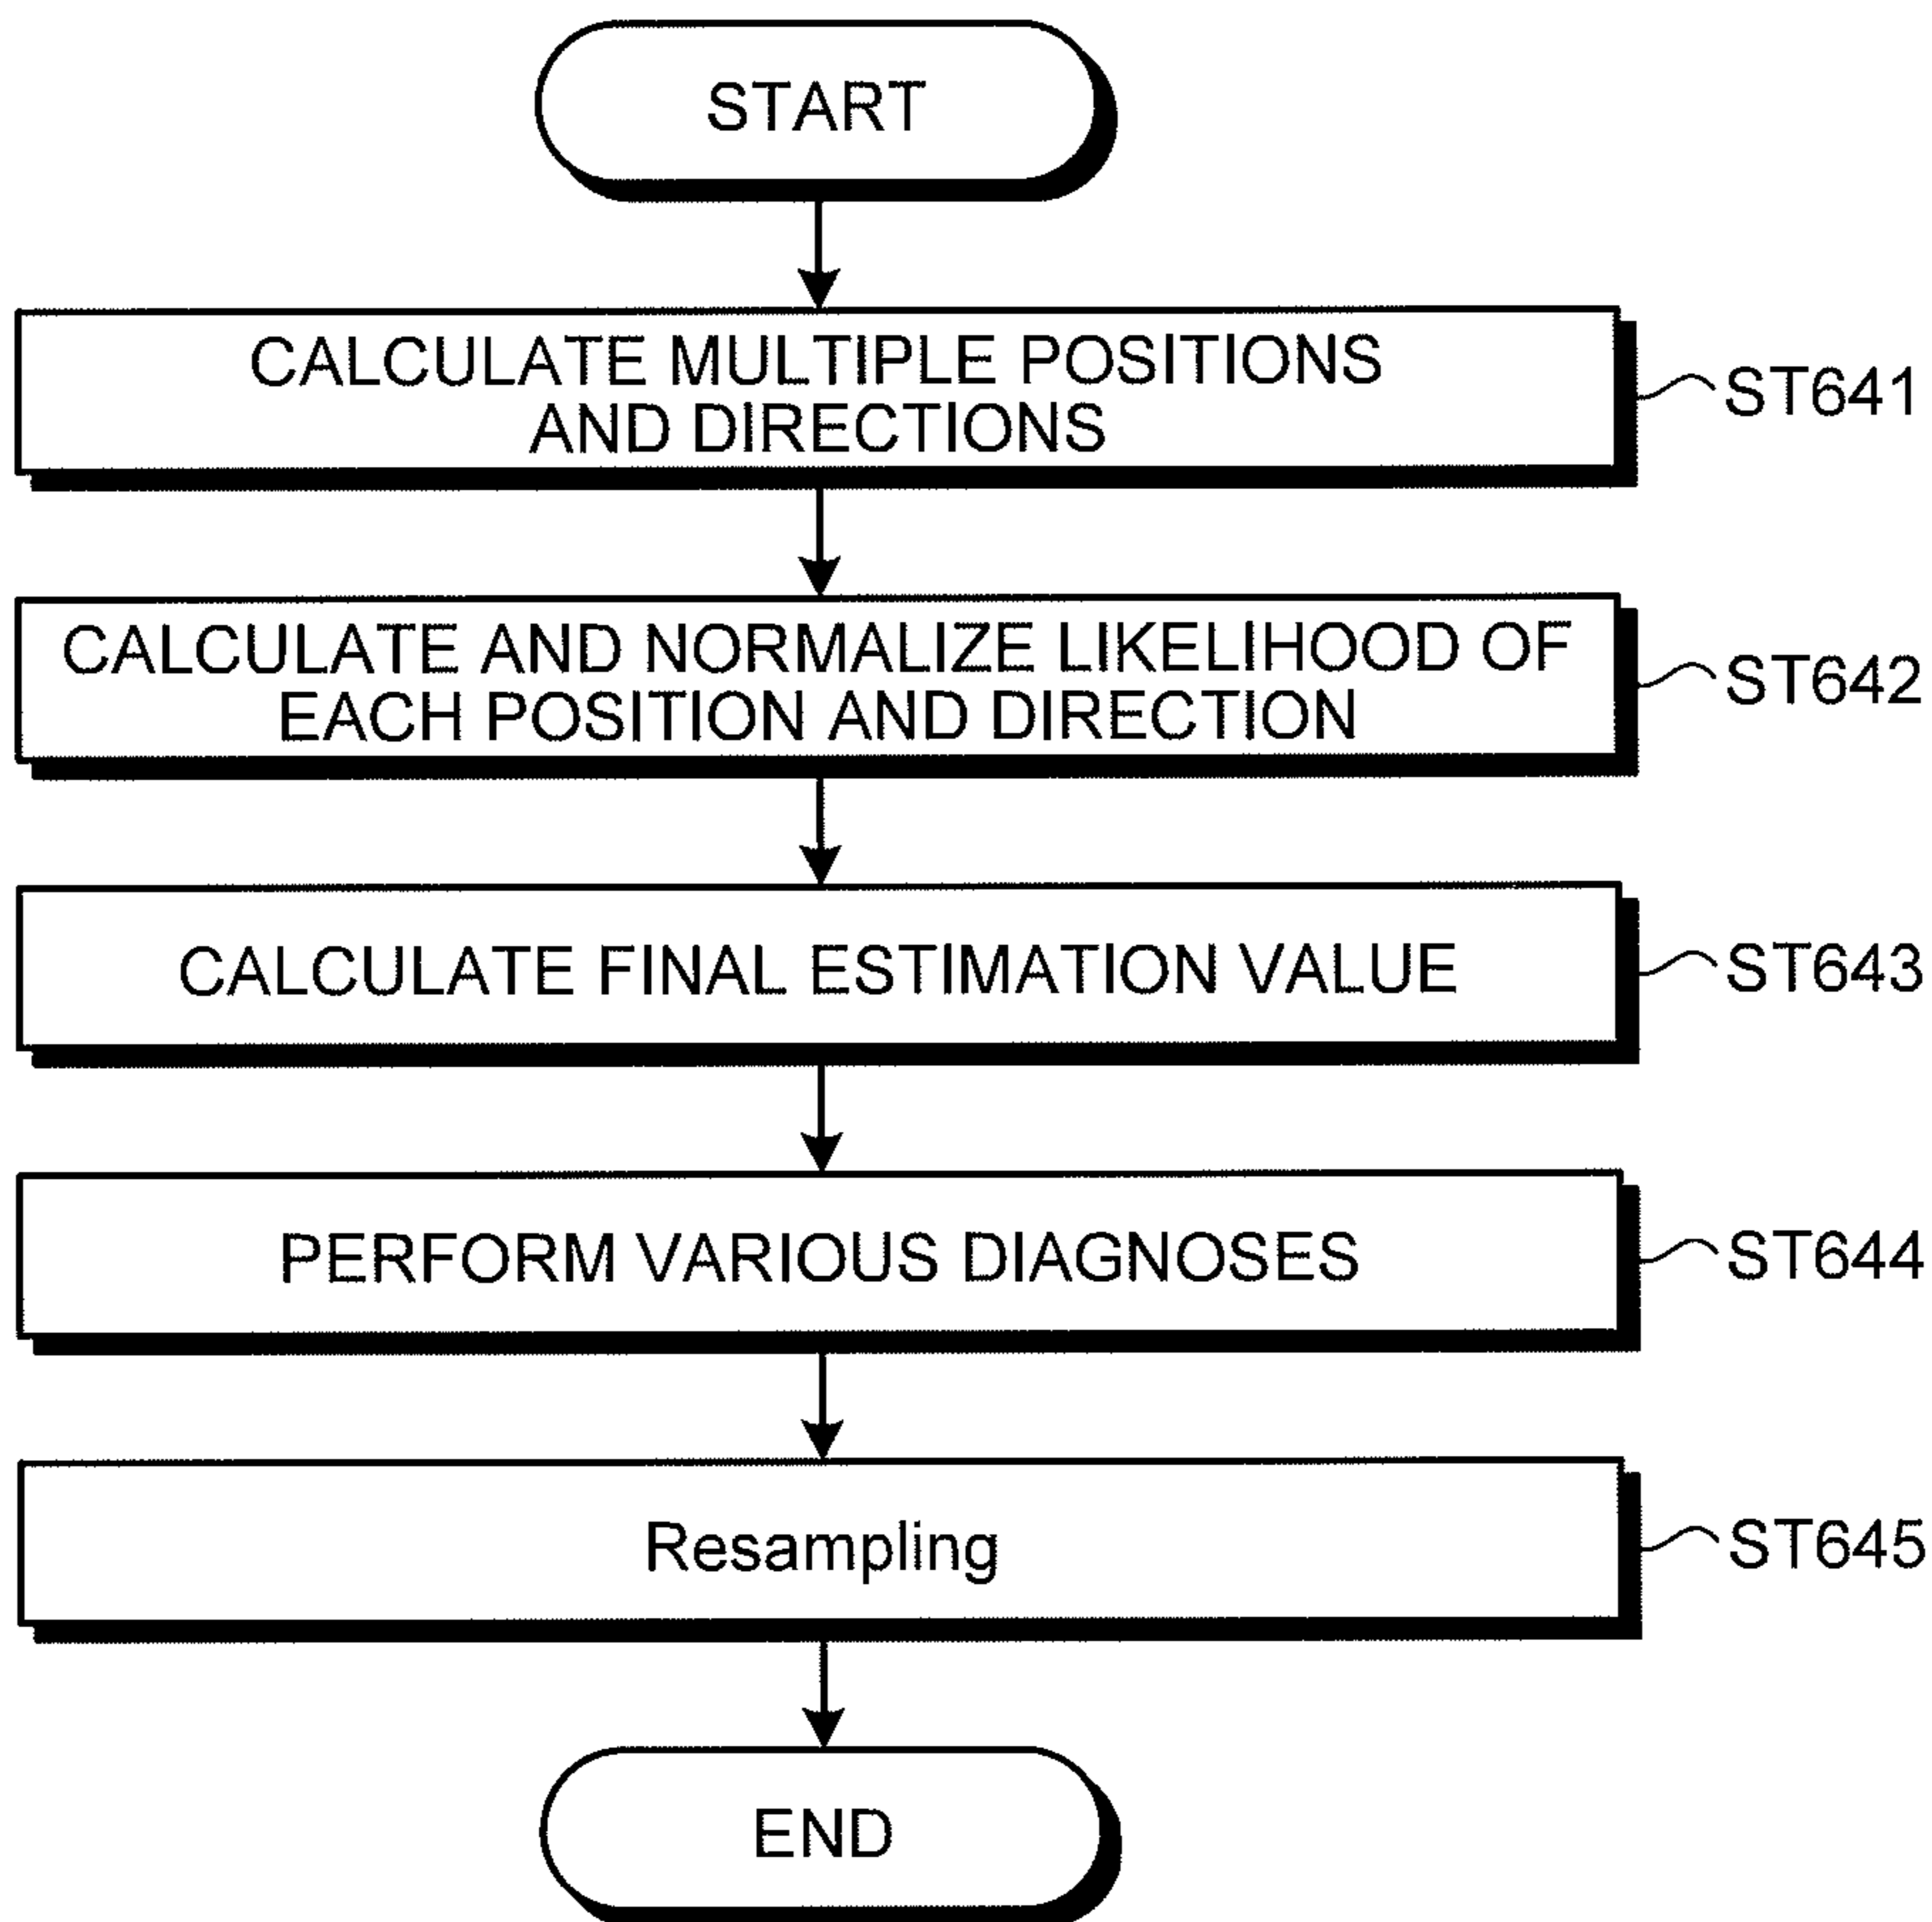 START
CALCULATE MULTIPLE POSITIONS
AND DIRECTIONS
ST641
CALCULATE AND NORMALIZE LIKELIHOOD OF
EACH POSITION AND DIRECTION
ST642
CALCULATE FINAL ESTIMATION VALUE
ST643
PERFORM VARIOUS DIAGNOSES
ST644
Resampling
ST645
END